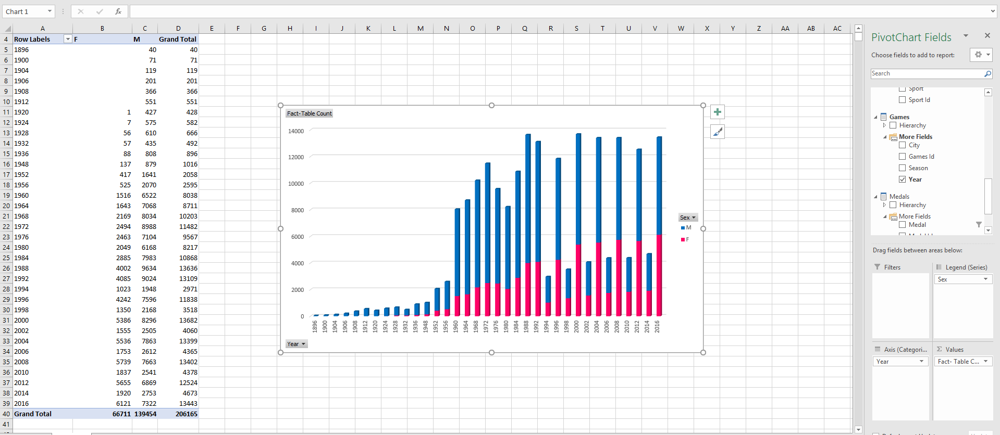 Chart 1
fx
A B C D E F G H I J K L M N O P Q R S T U V W X Y Z AA AB AC
4 Row Labels F M Grand Total
5 1896 40 40
6 1900 71 71
7 1904 119 119
8 1906 201 201
9 1908 366 366
10 1912 551 551
11 1920 1 427 428
12 1924 7 575 582
13 1928 56 610 666
14 1932 57 435 492
15 1936 88 808 896
16 1948 137 879 1016
17 1952 417 1641 2058
18 1956 525 2070 2595
19 1960 1516 6522 8038
20 1964 1643 7068 8711
21 1968 2169 8034 10203
22 1972 2494 8988 11482
23 1976 2463 7104 9567
24 1980 2049 6168 8217
25 1984 2885 7983 10868
26 1988 4002 9634 13636
27 1992 4085 9024 13109
28 1994 1023 1948 2971
29 1996 4242 7596 11838
30 1998 1350 2168 3518
31 2000 5386 8296 13682
32 2002 1555 2505 4060
33 2004 5536 7863 13399
34 2006 1753 2612 4365
35 2008 5739 7663 13402
36 2010 1837 2541 4378
37 2012 5655 6869 12524
38 2014 1920 2753 4673
39 2016 6121 7322 13443
40 Grand Total 66711 139454 206165
41
Fact-Table Count
14000
12000
10000
8000
6000
4000
2000
0
1896 1900 1904 1906 1908 1912 1920 1924 1928 1932 1936 1948 1952 1956 1960 1964 1968 1972 1976 1980 1984 1988 1992 1994 1996 1998 2000 2002 2004 2006 2008 2010 2012 2014 2016
Year
Sex
M
F
PivotChart Fields
Choose fields to add to report:
Search
Sport
Sport Id
Games
Hierarchy
More Fields
City
Games Id
Season
Year
Medals
Hierarchy
More Fields
Medal
Drag fields between areas below:
Filters
Legend (Series)
Sex
Axis (Categori...
Σ Values
Year
Fact- Table C...